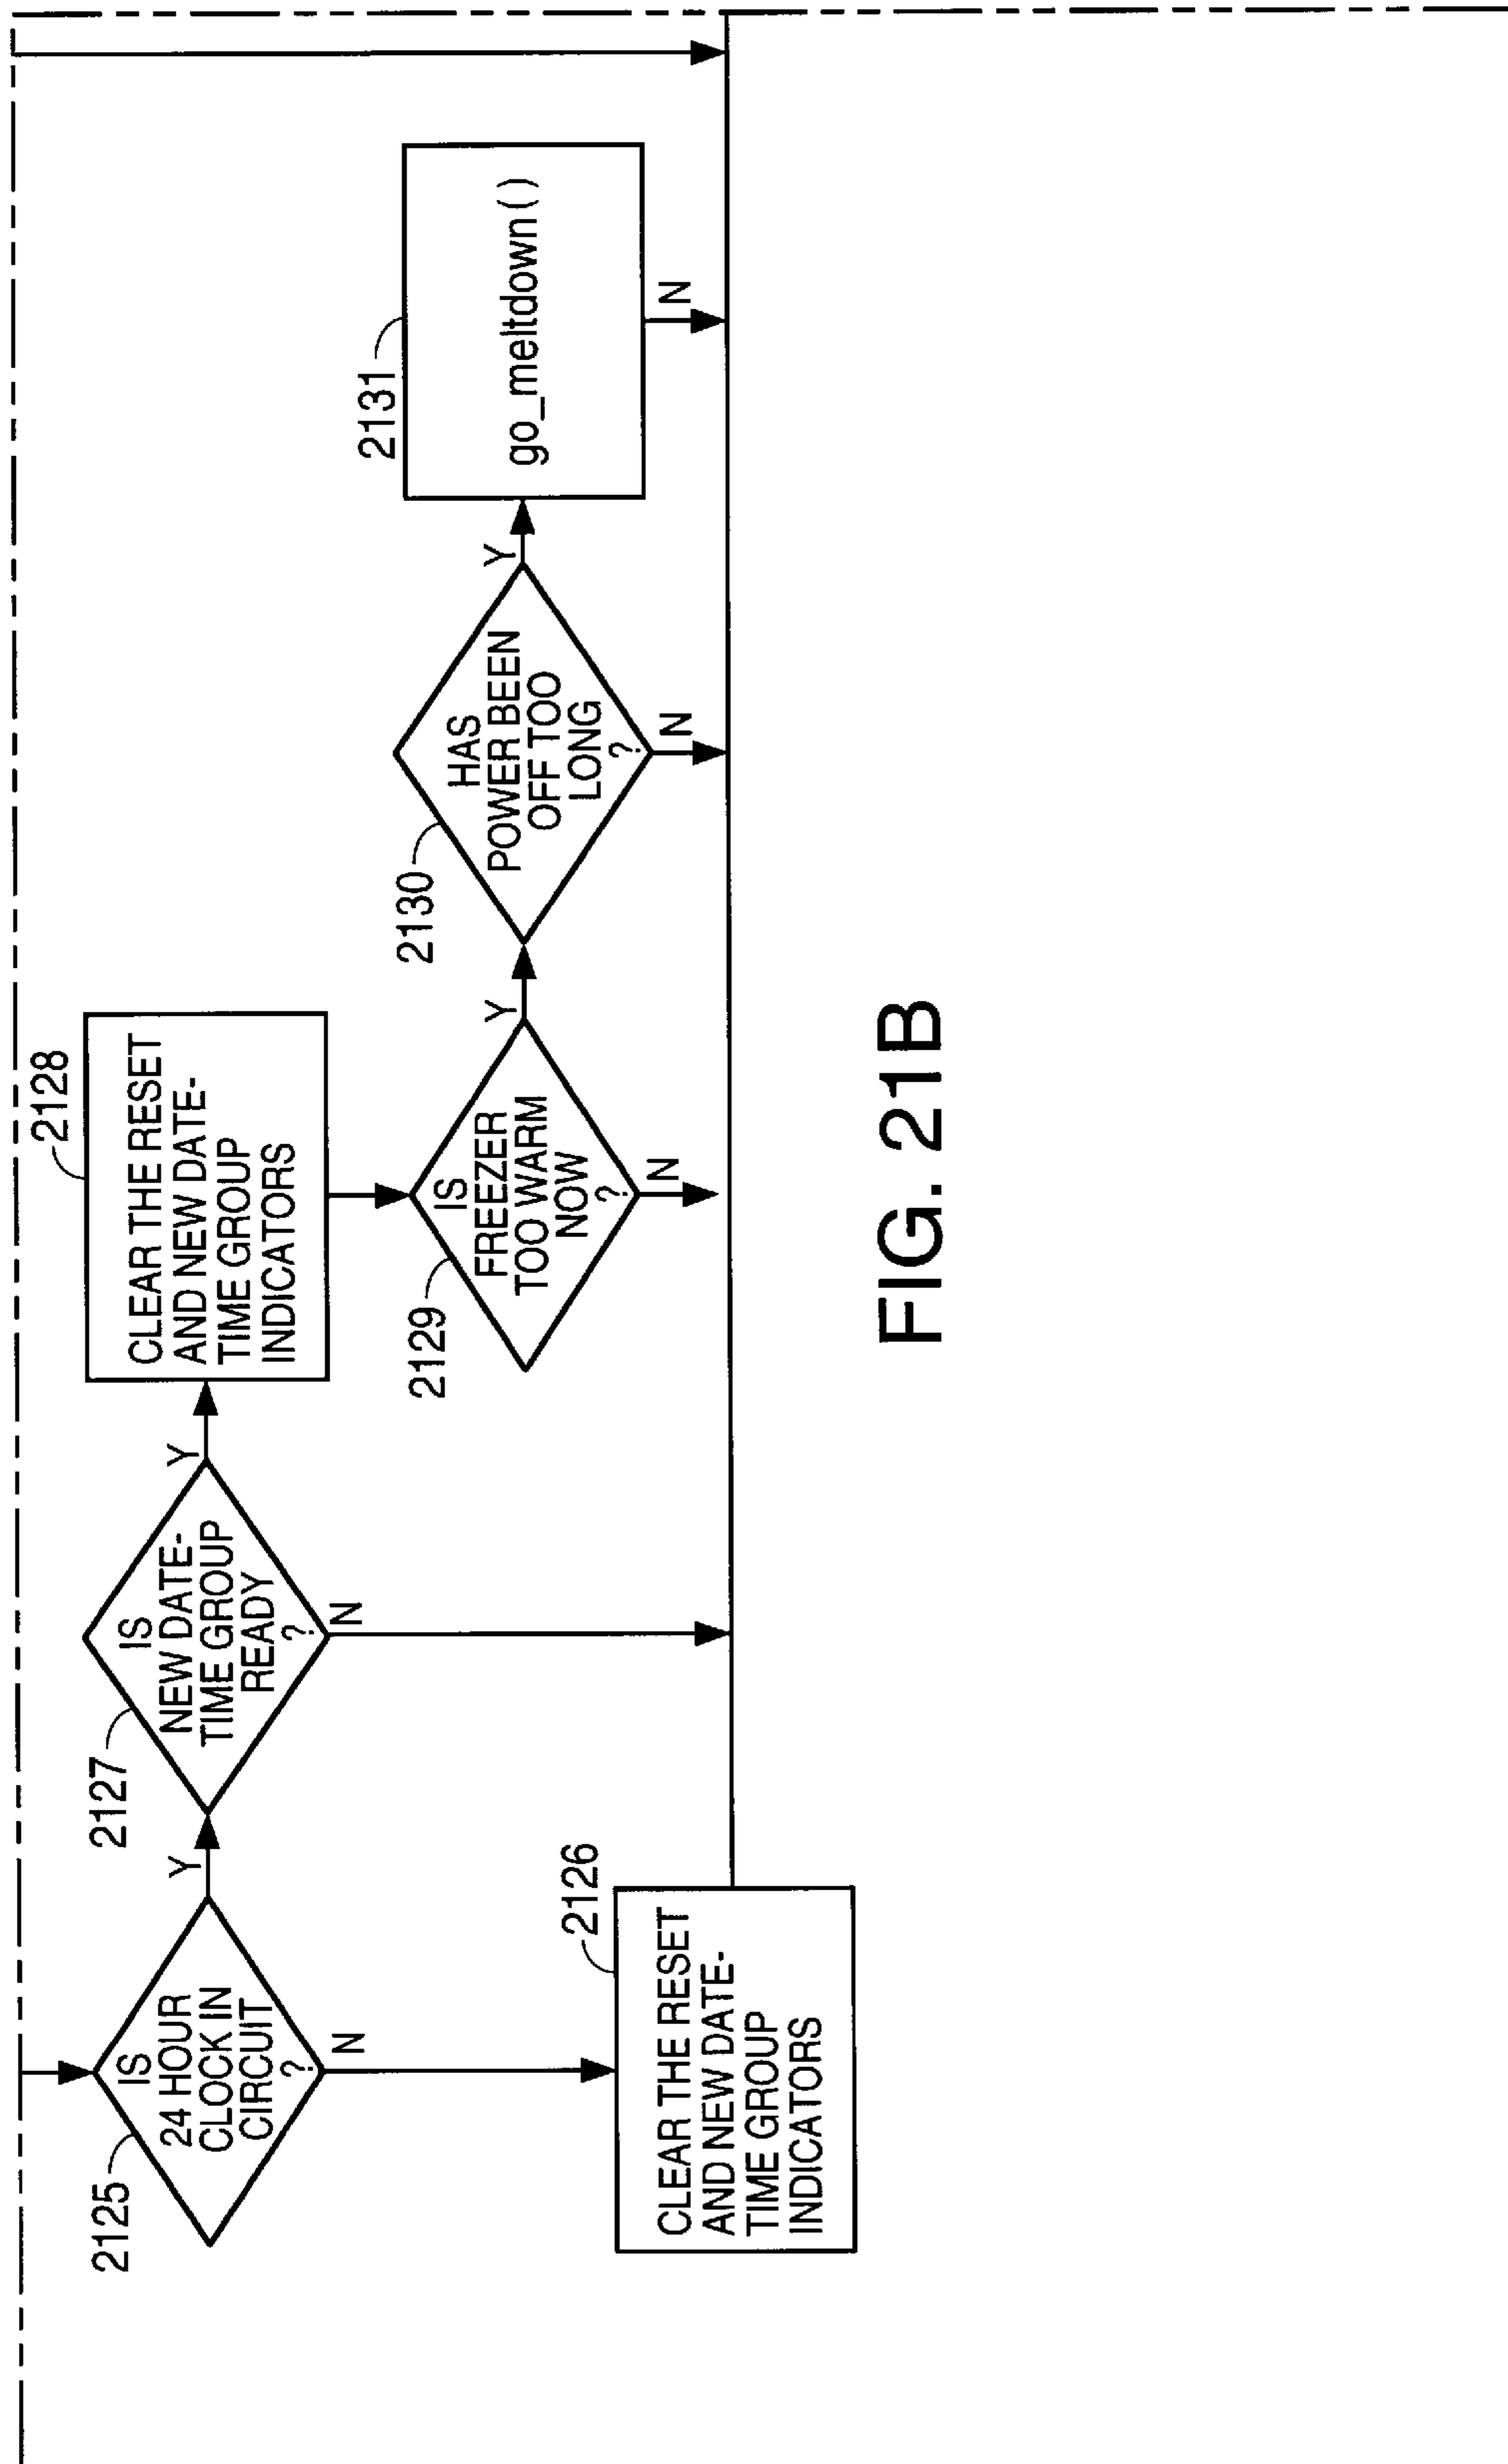 2125
IS
24 HOUR
CLOCK IN
CIRCUIT
?
Y
N
2126
CLEAR THE RESET
AND NEW DATE-
TIME GROUP
INDICATORS
2127
IS
NEW DATE-
TIME GROUP
READY
?
Y
N
2128
CLEAR THE RESET
AND NEW DATE-
TIME GROUP
INDICATORS
2129
IS
FREEZER
TOO WARM
NOW
?
Y
N
2130
HAS
POWER BEEN
OFF TOO
LONG
?
Y
N
2131
go_meltdown()
N
FIG. 21B